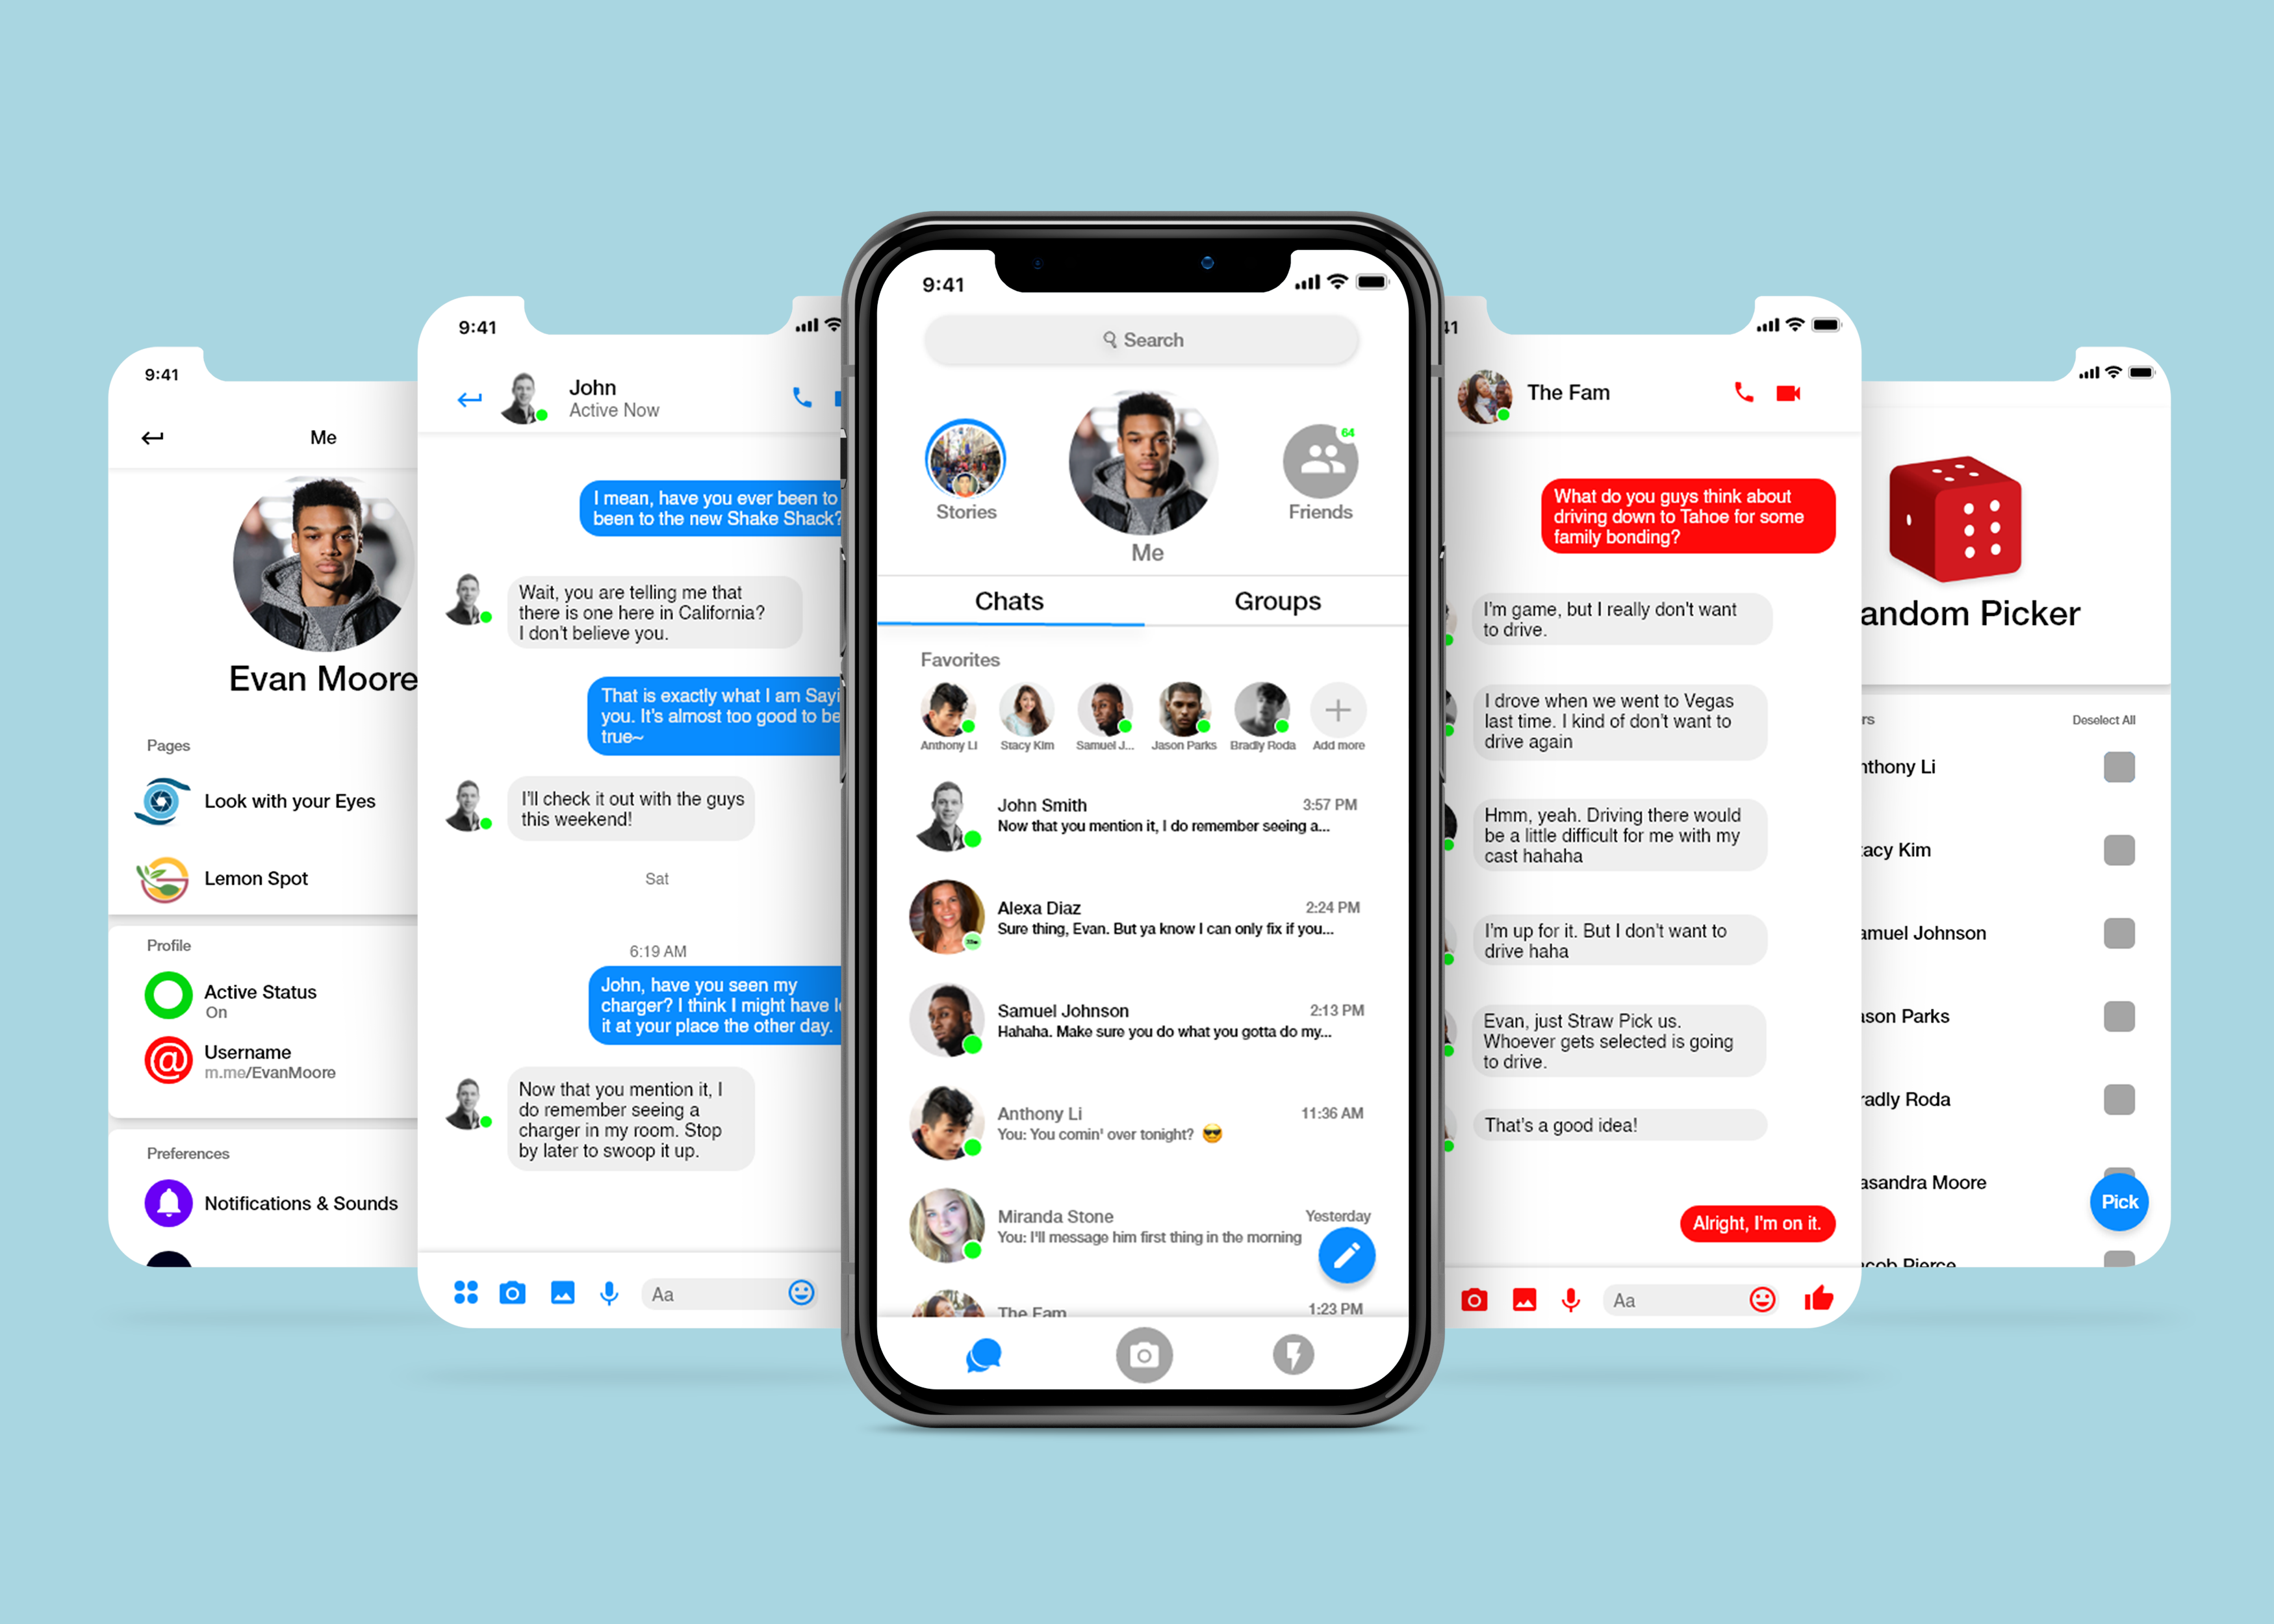 9:41
Me
Evan Moore
Pages
Look with your Eyes
Lemon Spot
Profile
Active Status
On
Username
m.me/EvanMoore
Preferences
Notifications & Sounds
9:41
John
Active Now
I mean, have you ever been to
been to the new Shake Shack?
Wait, you are telling me that
there is one here in California?
I don't believe you.
That is exactly what I am Sayi
you. It's almost too good to be
true~
I'll check it out with the guys
this weekend!
Sat
6:19 AM
John, have you seen my
charger? I think I might have l
it at your place the other day.
Now that you mention it, I
do remember seeing a
charger in my room. Stop
by later to swoop it up.
Aa
9:41
Search
64
Stories
Me
Friends
Chats Groups
Favorites
Anthony Li Stacy Kim Samuel J... Jason Parks Bradly Roda Add more
John Smith 3:57 PM
Now that you mention it, I do remember seeing a...
Alexa Diaz 2:24 PM
Sure thing, Evan. But ya know I can only fix if you...
Samuel Johnson 2:13 PM
Hahaha. Make sure you do what you gotta do my...
Anthony Li 11:36 AM
You: You comin' over tonight? 😎
Miranda Stone Yesterday
You: I'll message him first thing in the morning
The Fam 1:23 PM
41
The Fam
What do you guys think about
driving down to Tahoe for some
family bonding?
I'm game, but I really don't want
to drive.
I drove when we went to Vegas
last time. I kind of don't want to
drive again
Hmm, yeah. Driving there would
be a little difficult for me with my
cast hahaha
I'm up for it. But I don't want to
drive haha
Evan, just Straw Pick us.
Whoever gets selected is going
to drive.
That's a good idea!
Alright, I'm on it.
Aa
andom Picker
rs Deselect All
nthony Li
tacy Kim
amuel Johnson
ason Parks
radly Roda
asandra Moore
Pick
acob Pierce